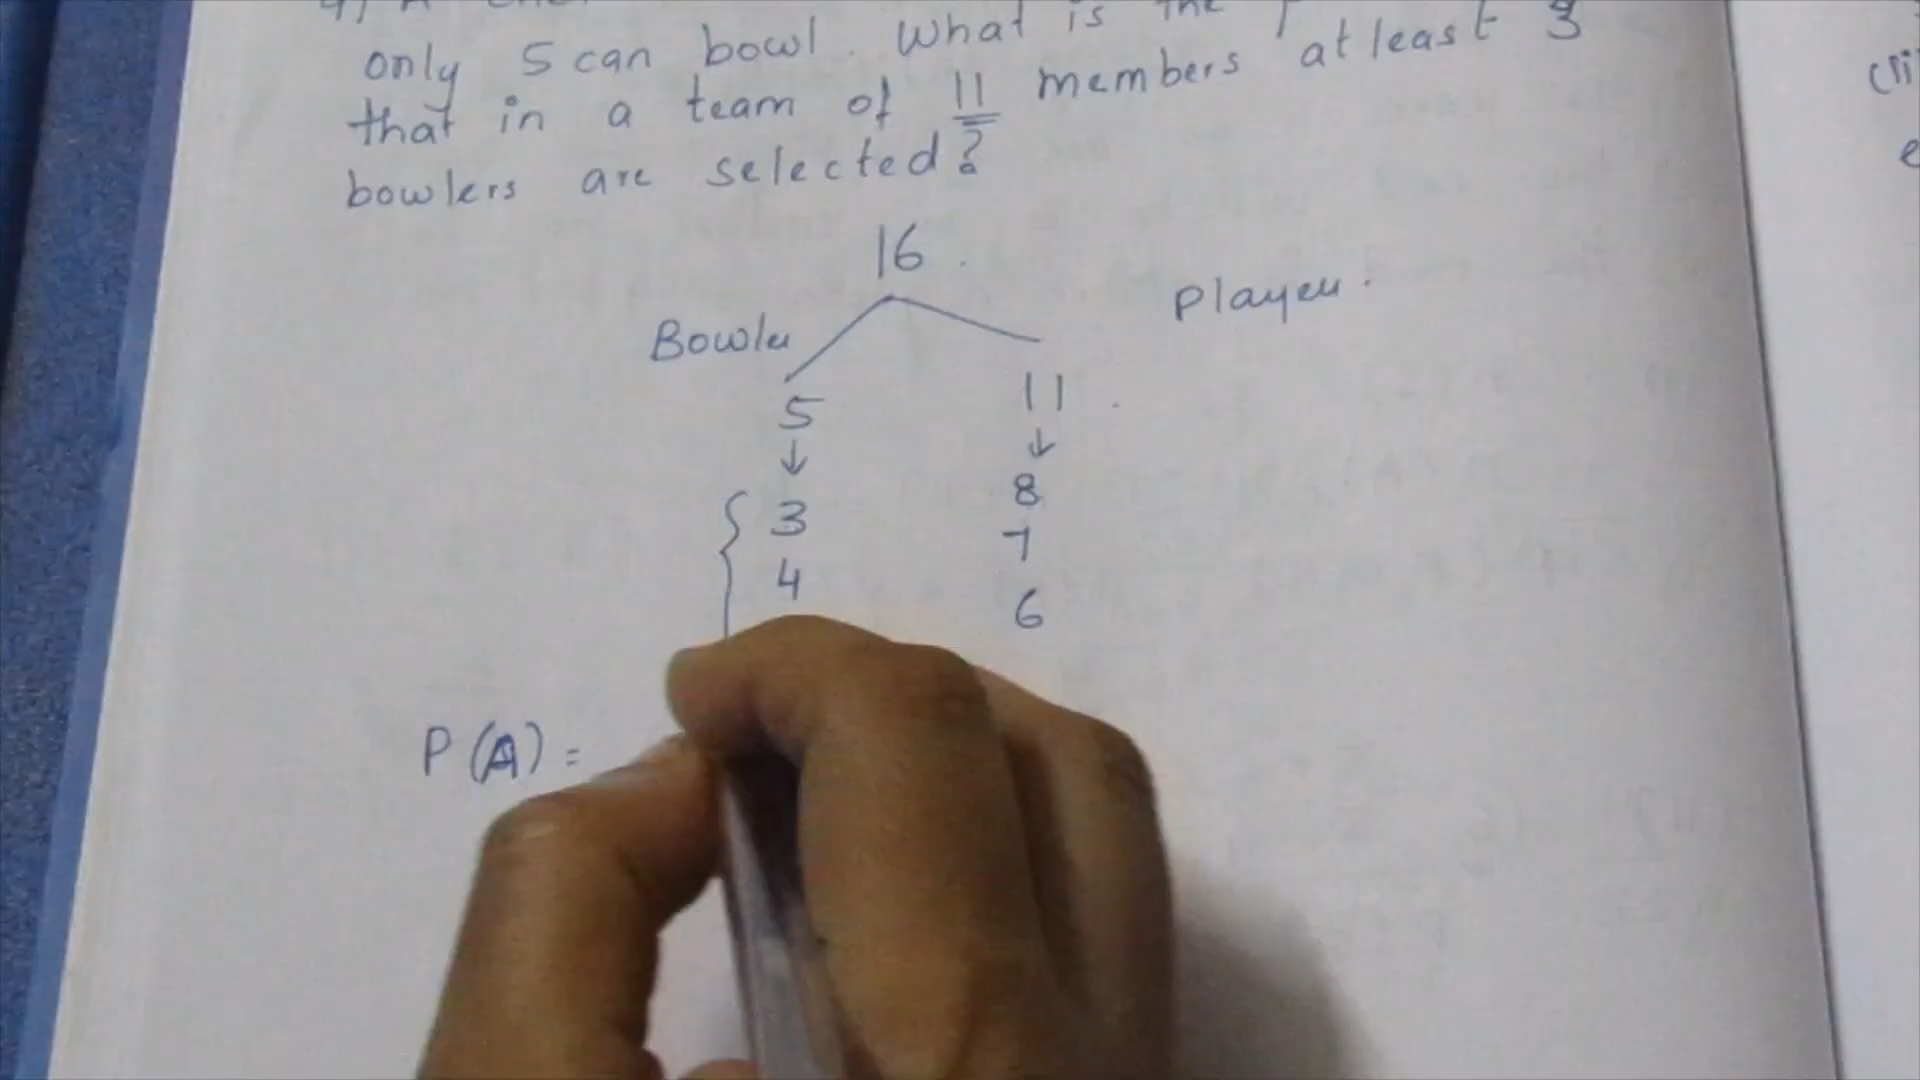 only 5 can bowl. What is the
that in a team of 11 members atleast 3
bowlers are selected?
16.
Bowler Player.
5 11.
↓ ↓
3 8
4 7
6
P(A) =